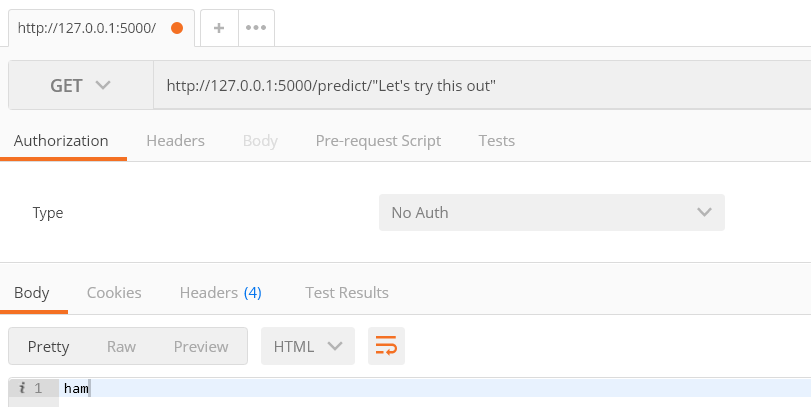 http://127.0.0.1:5000/
GET http://127.0.0.1:5000/predict/"Let's try this out"
Authorization Headers Body Pre-request Script Tests
Type No Auth
Body Cookies Headers (4) Test Results
Pretty Raw Preview HTML
i 1 ham